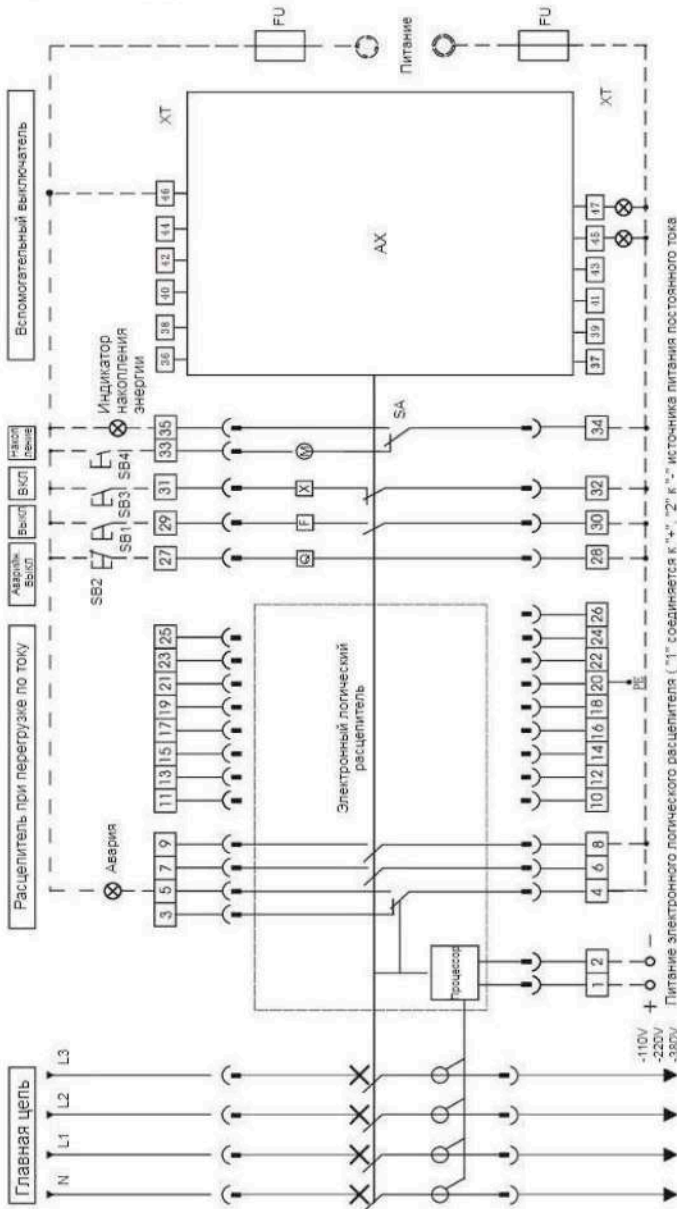 Главная цепь
Расцепитель при перегрузке по току
Аварийн. выкл
выкл
вкл
накоп
ление
Вспомогательный выключатель
N
L1
L2
L3
Авария
SB2
SB1
SB3
SB4
Индикатор
накопления
энергии
FU
3
5
7
9
11
13
15
17
19
21
23
25
27
29
31
33
35
36
38
40
42
44
46
XT
Питание
Электронный логический
расцепитель
Q
F
X
M
SA
AX
Процессор
1
2
4
6
8
10
12
14
16
18
20
22
24
26
28
30
32
34
37
39
41
43
45
47
XT
FU
PE
+
−
-110V
-220V
-380V
Питание электронного логического расцепителя ( "1" соединяется к "+", "2" к "-" источника питания постоянного тока